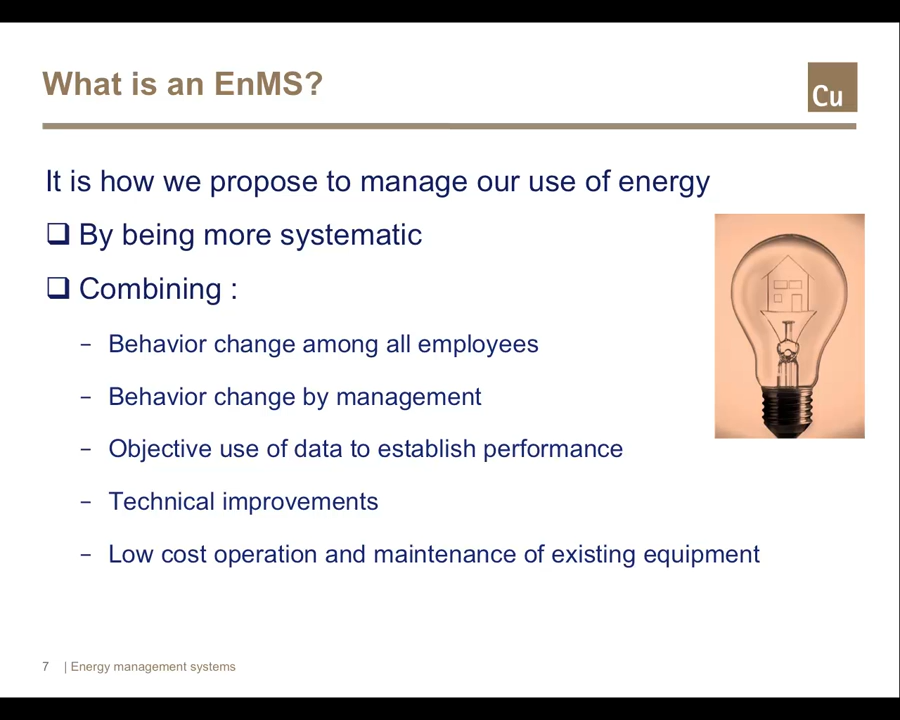 What is an EnMS?
Cu
It is how we propose to manage our use of energy
❑ By being more systematic
❑ Combining :
– Behavior change among all employees
– Behavior change by management
– Objective use of data to establish performance
– Technical improvements
– Low cost operation and maintenance of existing equipment
7 | Energy management systems